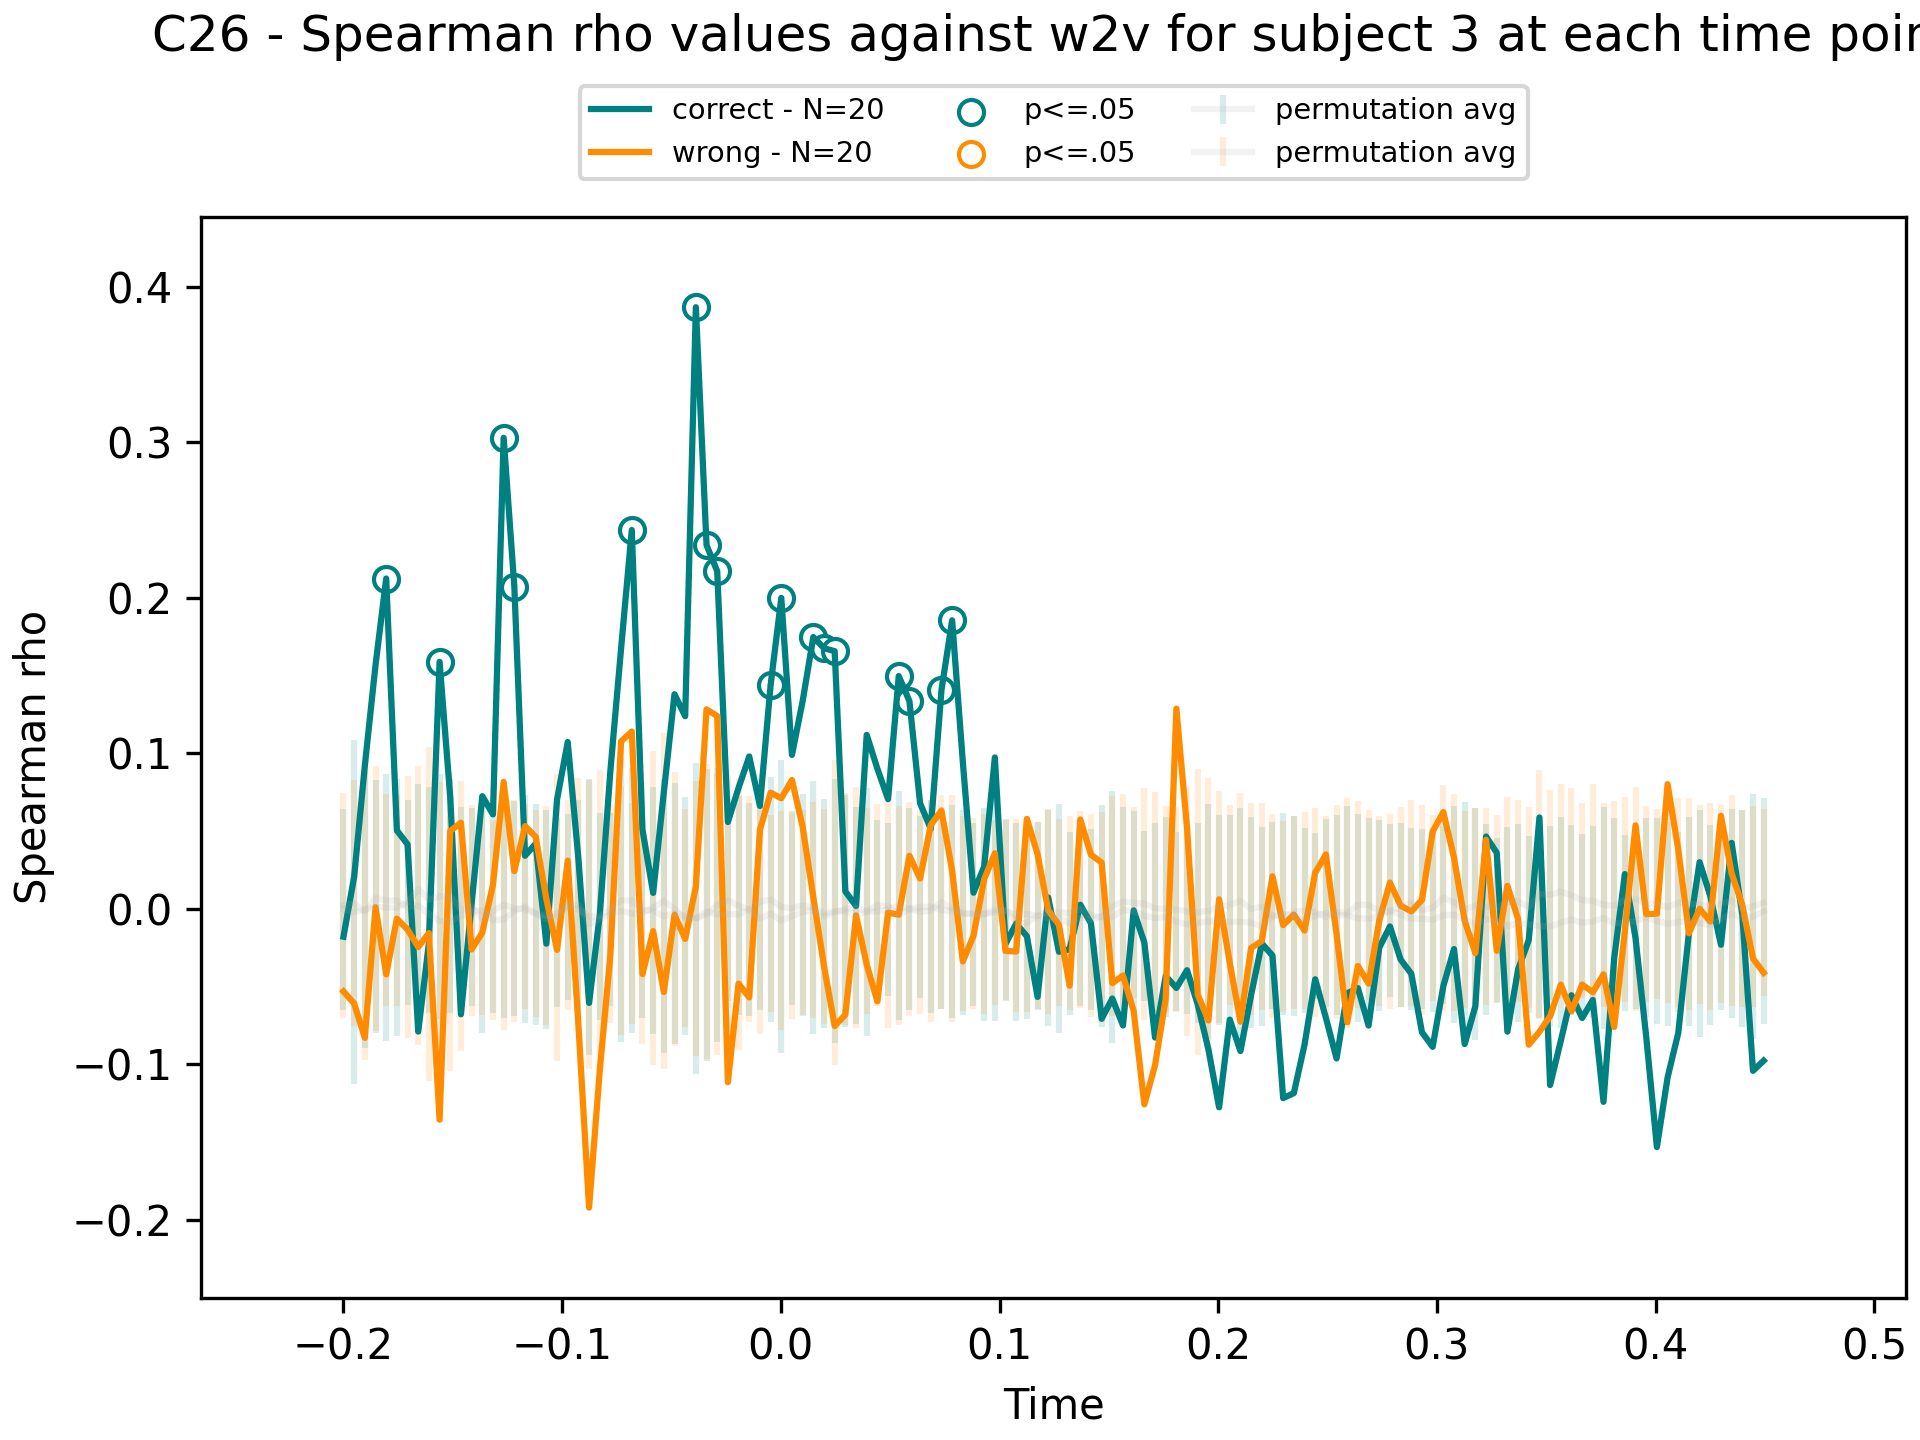 C26 - Spearman rho values against w2v for subject 3 at each time
correct - N=20 p<=.05 permutation avg
wrong - N=20 p<=.05 permutation avg
0.4
0.3
0.2
0.1
0.0
−0.1
−0.2
Spearman rho
−0.2 −0.1 0.0 0.1 0.2 0.3 0.4 0.5
Time